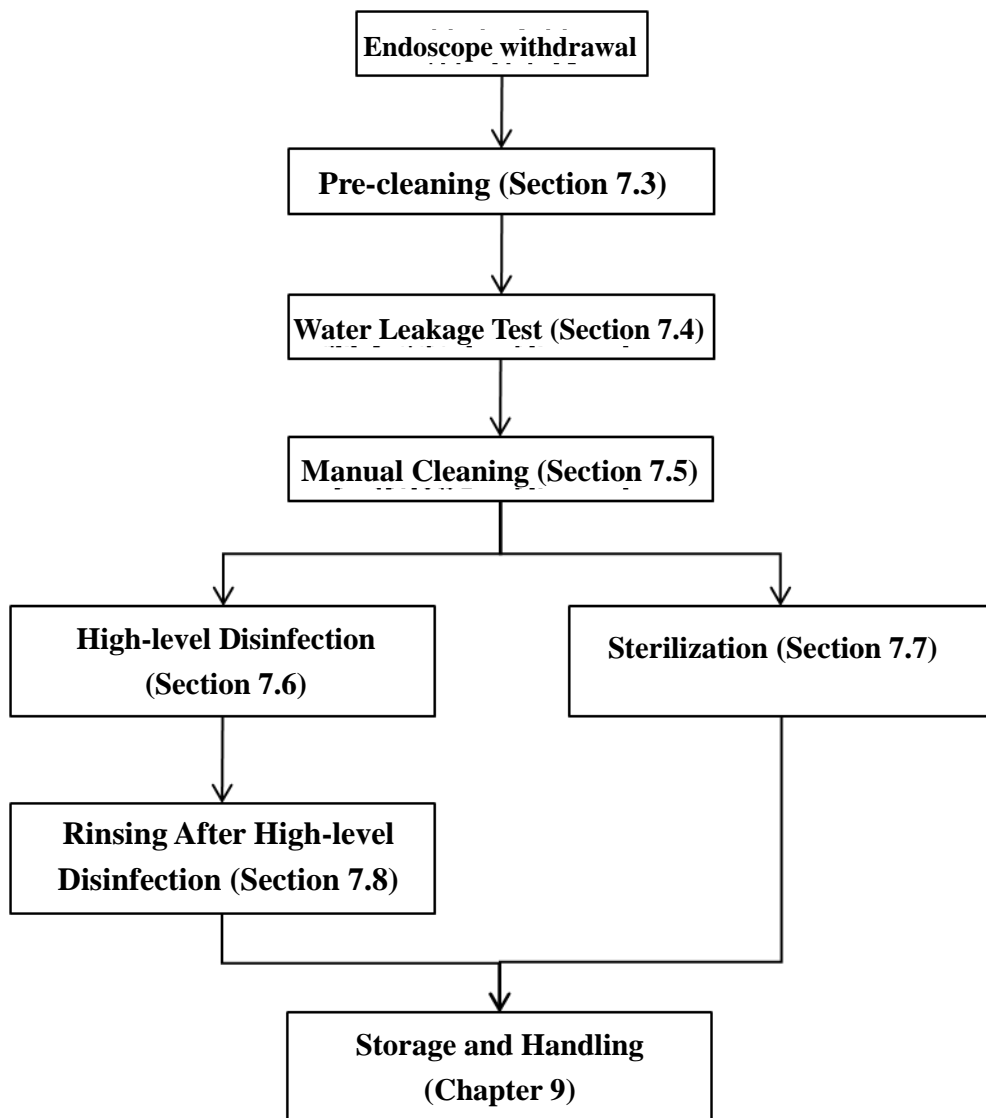 Endoscope withdrawal
Pre-cleaning (Section 7.3)
Water Leakage Test (Section 7.4)
Manual Cleaning (Section 7.5)
High-level Disinfection
(Section 7.6)
Sterilization (Section 7.7)
Rinsing After High-level
Disinfection (Section 7.8)
Storage and Handling
(Chapter 9)